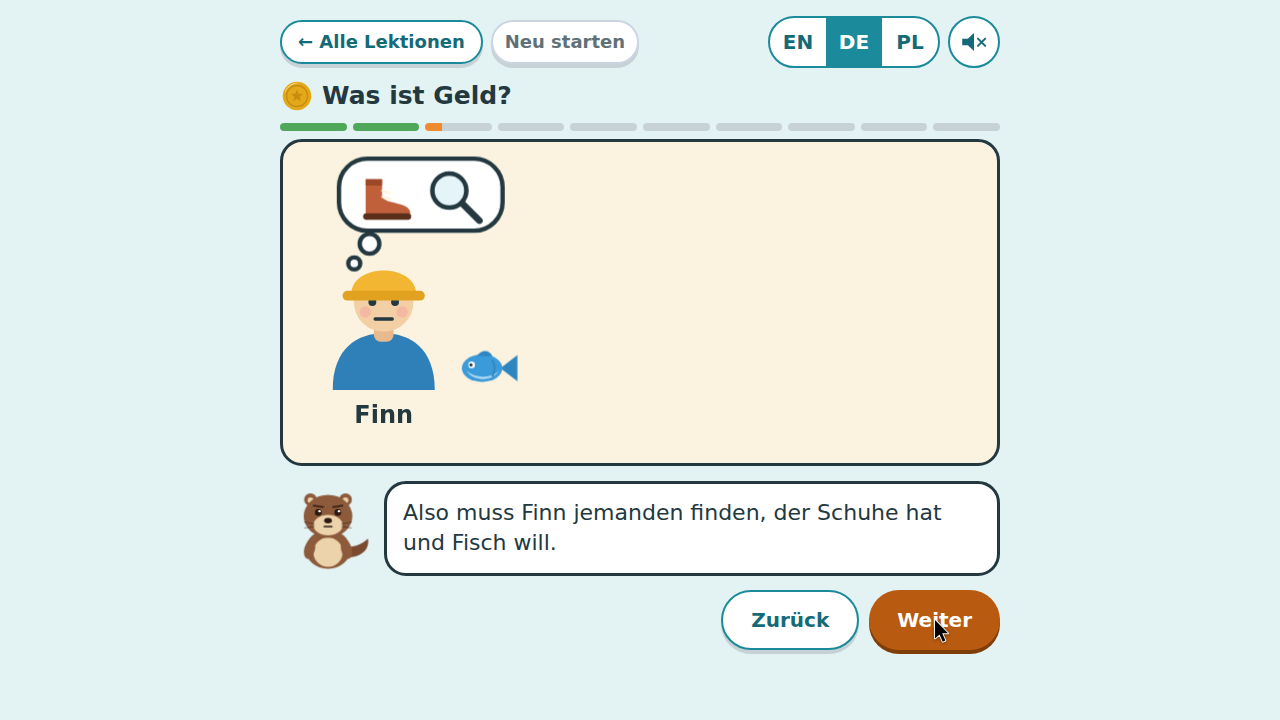 ← Alle Lektionen
Neu starten
EN DE PL
Was ist Geld?
Finn
Also muss Finn jemanden finden, der Schuhe hat
und Fisch will.
Zurück
Weiter